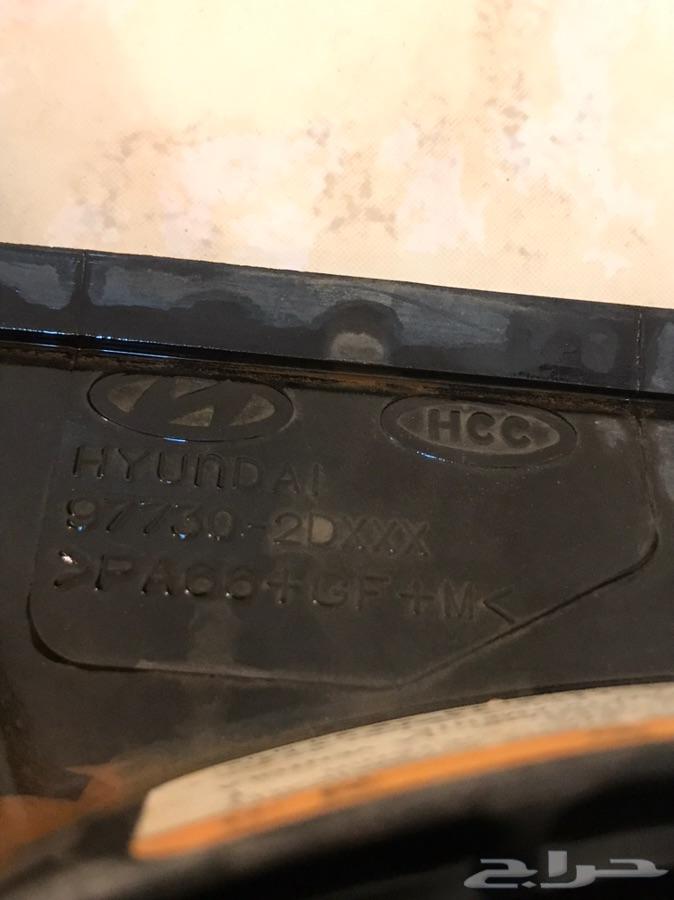 HCC
HYUNDAI
97730-2DXXX
>PA66+GF+M<
حراج